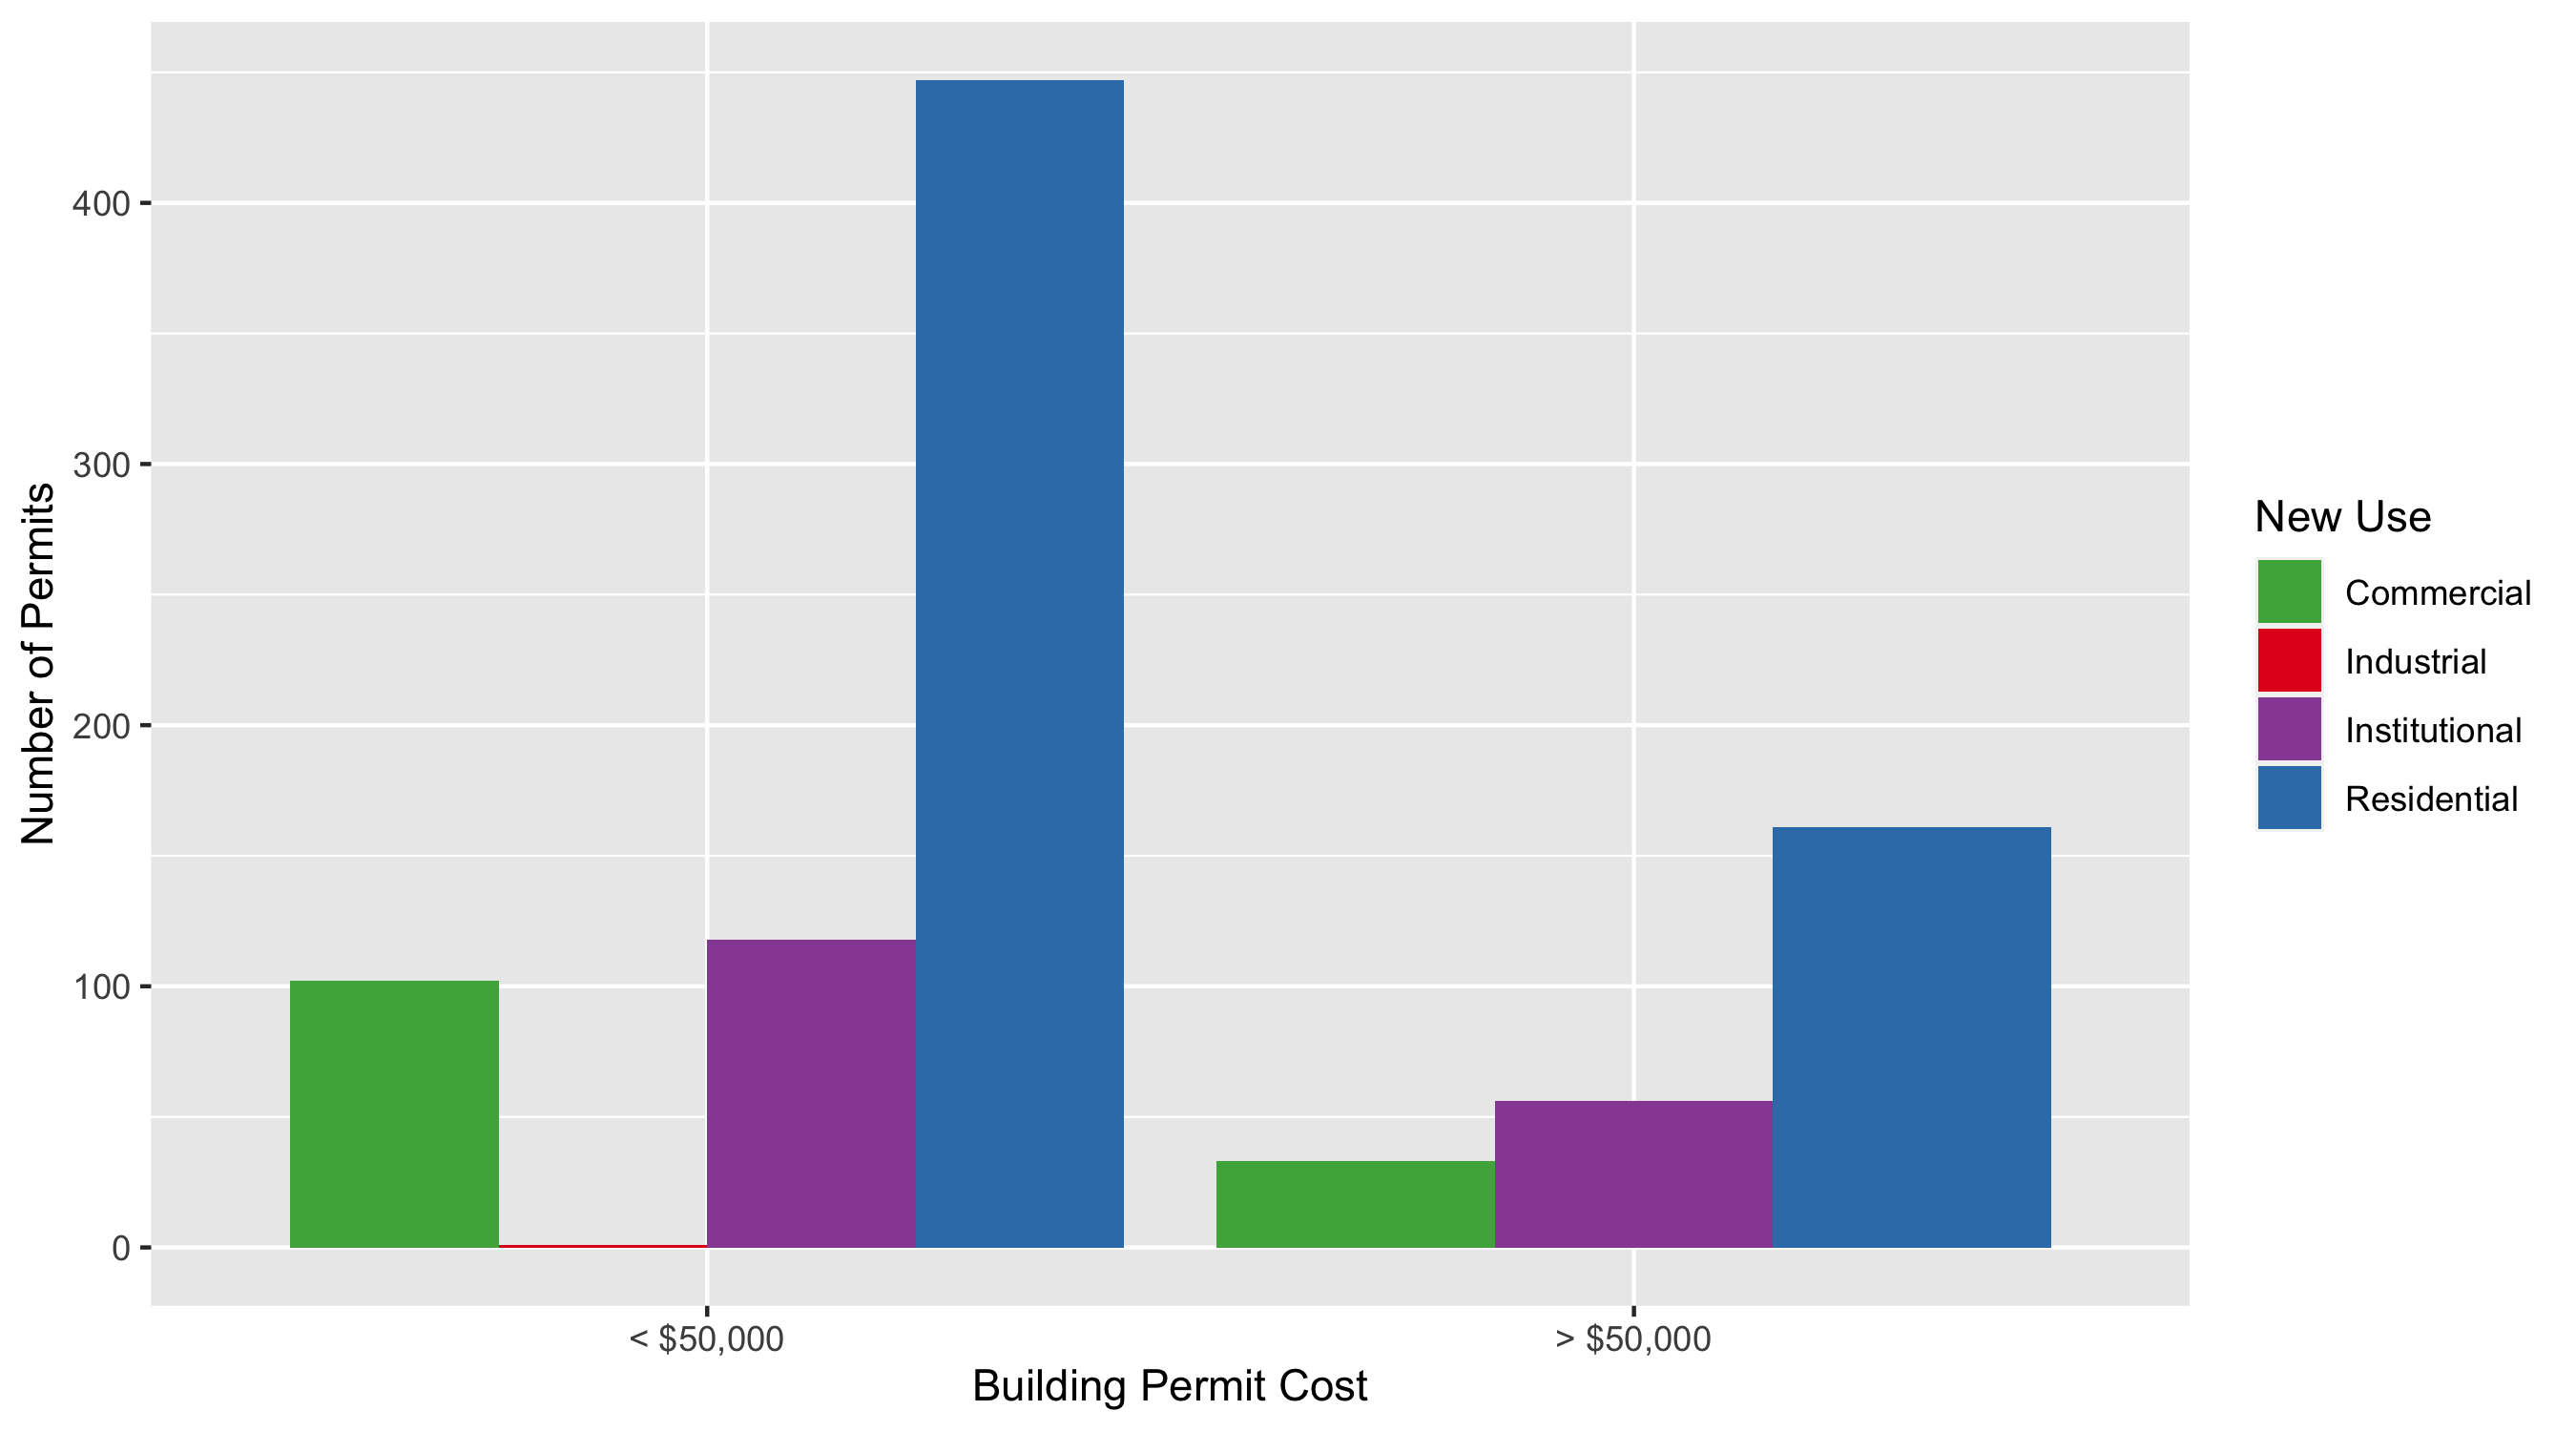 Number of Permits
400
300
200
100
0
< $50,000
> $50,000
Building Permit Cost
New Use
Commercial
Industrial
Institutional
Residential